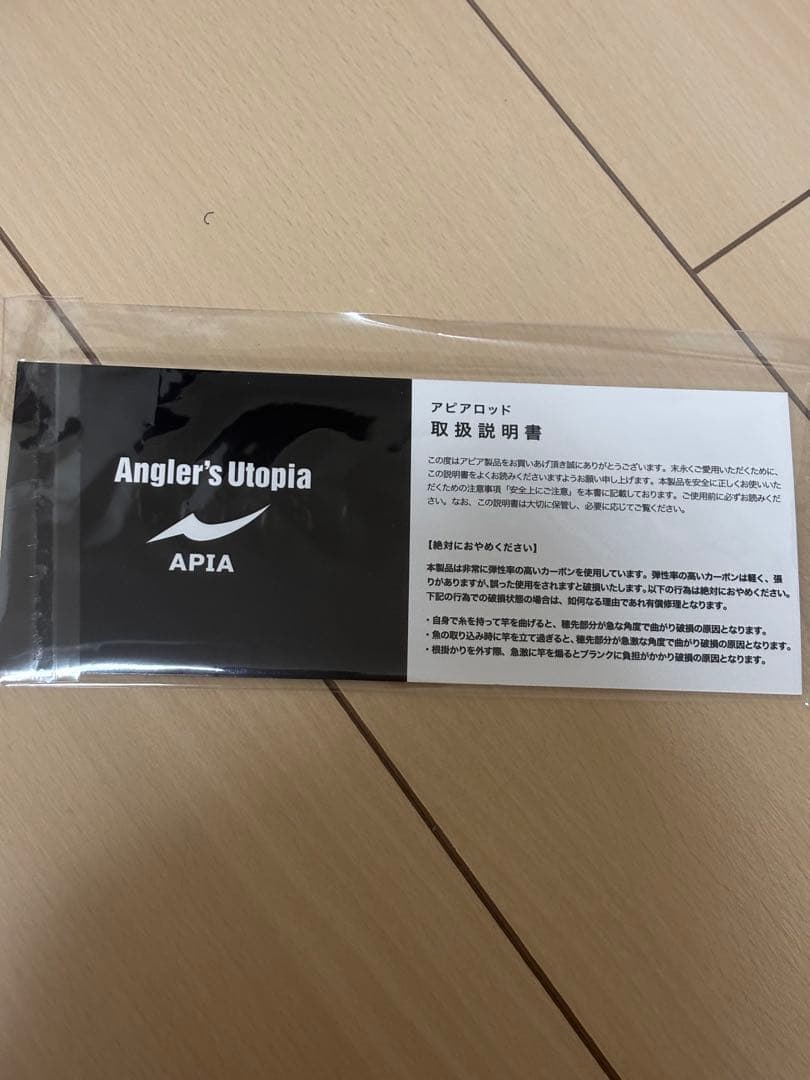 Angler's Utopia
APIA
アピアロッド
取扱説明書
この度はアピア製品をお買いあげ頂き誠にありがとうございます。末永くご愛用いただくために、
この説明書をよくお読みくださいますようお願い申し上げます。本製品を安全に正しくお使いいた
だくための注意事項「安全上にご注意」を本書に記載しております。ご使用前に必ずお読みくだ
さい。なお、この説明書は大切に保管し、必要に応じてご覧ください。
【絶対におやめください】
本製品は非常に弾性率の高いカーボンを使用しています。弾性率の高いカーボンは軽く、張
りがありますが、誤った使用をされますと破損いたします。以下の行為は絶対におやめください。
下記の行為での破損状態の場合は、如何なる理由であれ有償修理となります。
・自身で糸を持って竿を曲げると、穂先部分が急な角度で曲がり破損の原因となります。
・魚の取り込み時に竿を立て過ぎると、穂先部分が急激な角度で曲がり破損の原因となります。
・根掛かりを外す際、急激に竿を煽るとブランクに負担がかかり破損の原因となります。